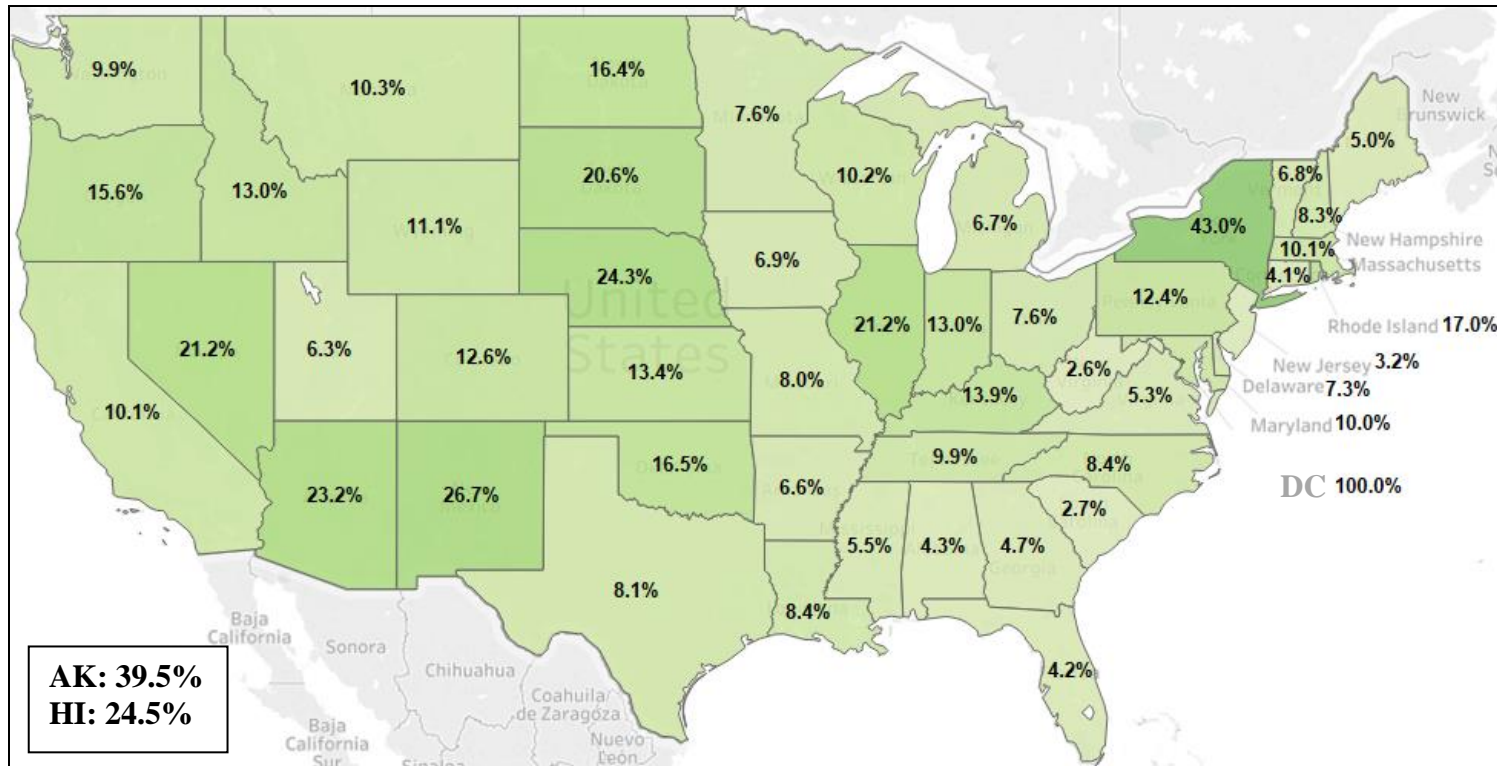 9.9%
10.3%
16.4%
7.6%
5.0%
New
Brunswick
15.6%
13.0%
20.6%
10.2%
6.8%
11.1%
6.7%
43.0%
8.3%
24.3%
6.9%
10.1%
New Hampshire
Massachusetts
4.1%
United
States
21.2%
6.3%
12.6%
13.4%
8.0%
21.2%
13.0%
7.6%
12.4%
Rhode Island 17.0%
New Jersey 3.2%
Delaware 7.3%
2.6%
5.3%
Maryland 10.0%
10.1%
13.9%
9.9%
8.4%
DC 100.0%
23.2%
26.7%
16.5%
6.6%
2.7%
8.1%
5.5%
4.3%
4.7%
8.4%
4.2%
Baja
California
Sonora
Chihuahua
Coahuila
de Zaragoza
Nuevo
León
Baja
California
Sur
AK: 39.5%
HI: 24.5%